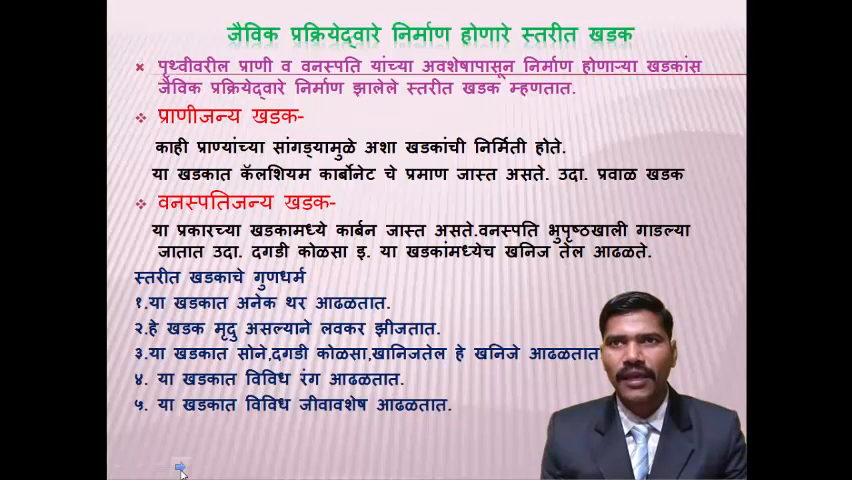 जैविक प्रक्रियेद्वारे निर्माण होणारे स्तरीत खडक
पृथ्वीवरील प्राणी व वनस्पति यांच्या अवशेषापासून निर्माण होणाऱ्या खडकांस
जैविक प्रक्रियेद्वारे निर्माण झालेले स्तरीत खडक म्हणतात.
प्राणीजन्य खडक-
काही प्राण्यांच्या सांगड्यामुळे अशा खडकांची निर्मिती होते.
या खडकात कॅलशियम कार्बोनेट चे प्रमाण जास्त असते. उदा. प्रवाळ खडक
वनस्पतिजन्य खडक-
या प्रकारच्या खडकामध्ये कार्बन जास्त असते.वनस्पति भुपृष्ठखाली गाडल्या
जातात उदा. दगडी कोळसा इ. या खडकांमध्येच खनिज तेल आढळते.
स्तरीत खडकाचे गुणधर्म
१.या खडकात अनेक थर आढळतात.
२.हे खडक मृदु असल्याने लवकर झीजतात.
३.या खडकात सोने,दगडी कोळसा,खानिजतेल हे खनिजे आढळतात
४. या खडकात विविध रंग आढळतात.
५. या खडकात विविध जीवावशेष आढळतात.